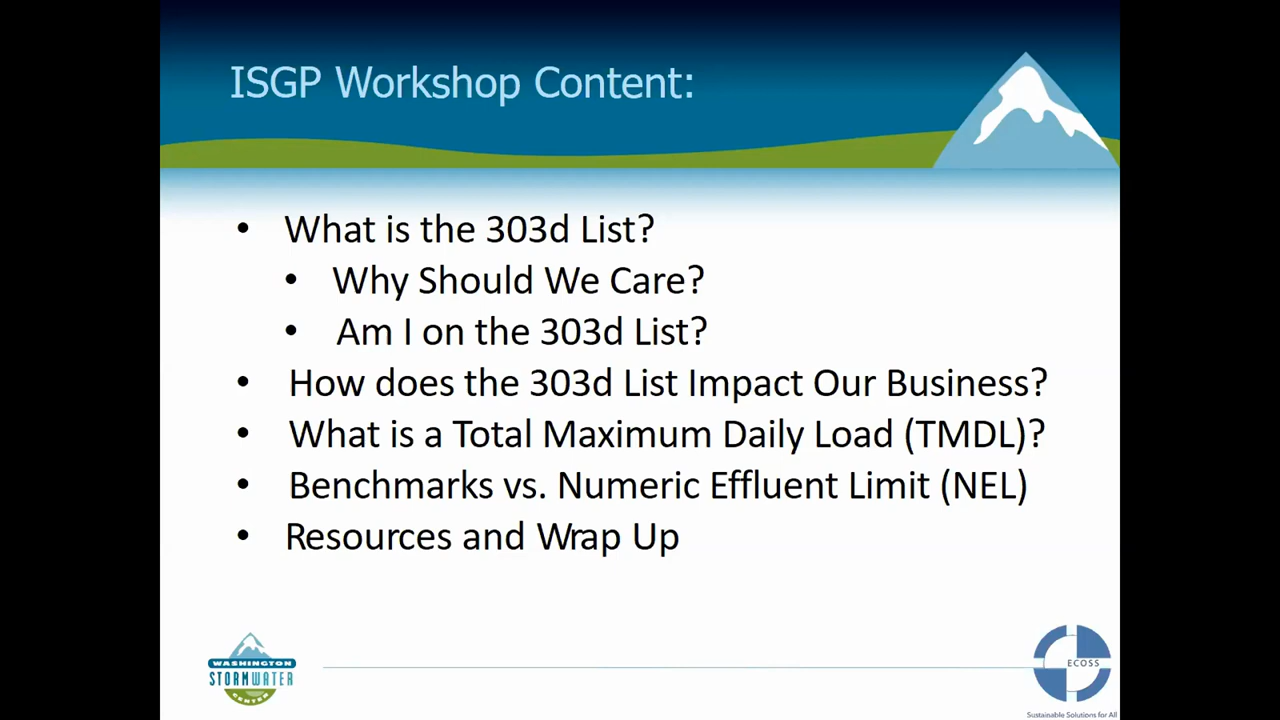 ISGP Workshop Content:
• What is the 303d List?
• Why Should We Care?
• Am I on the 303d List?
• How does the 303d List Impact Our Business?
• What is a Total Maximum Daily Load (TMDL)?
• Benchmarks vs. Numeric Effluent Limit (NEL)
• Resources and Wrap Up
WASHINGTON
STORMWATER
CENTER
ECOSS
Sustainable Solutions for All